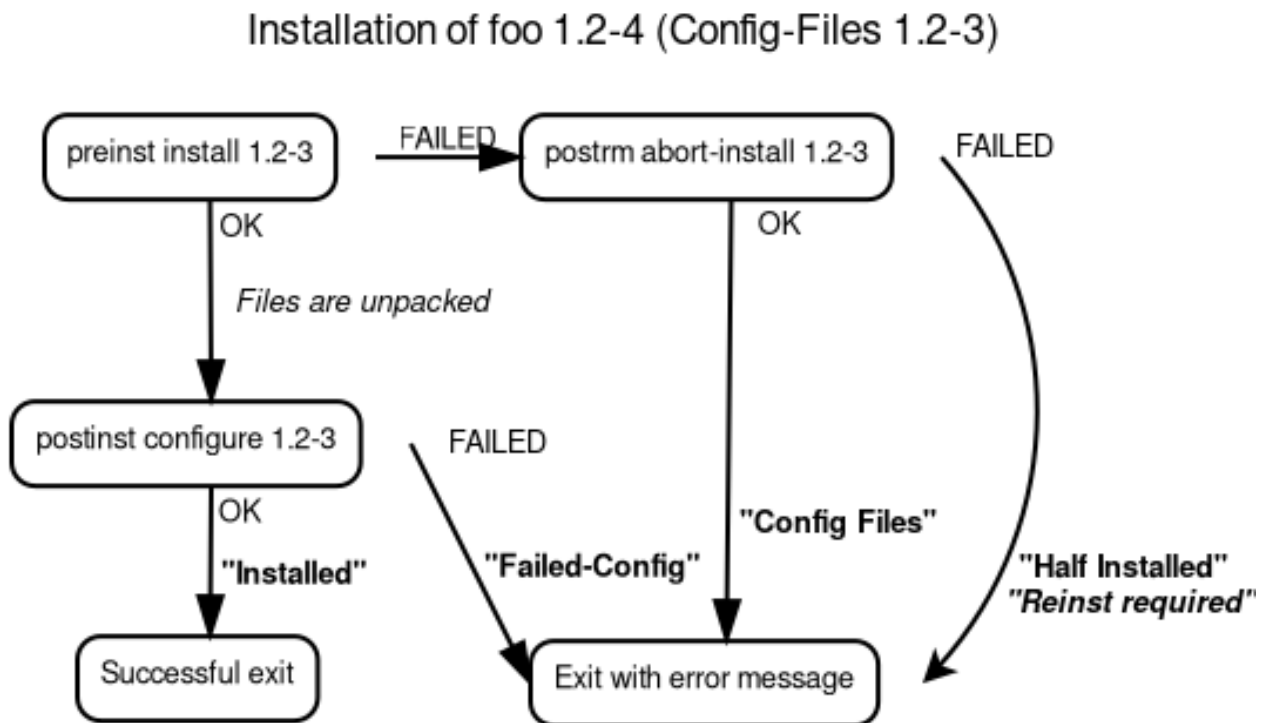 Installation of foo 1.2-4 (Config-Files 1.2-3)
preinst install 1.2-3
FAILED
postrm abort-install 1.2-3
FAILED
OK
OK
Files are unpacked
postinst configure 1.2-3
FAILED
OK
"Config Files"
"Installed"
"Failed-Config"
"Half Installed"
"Reinst required"
Successful exit
Exit with error message